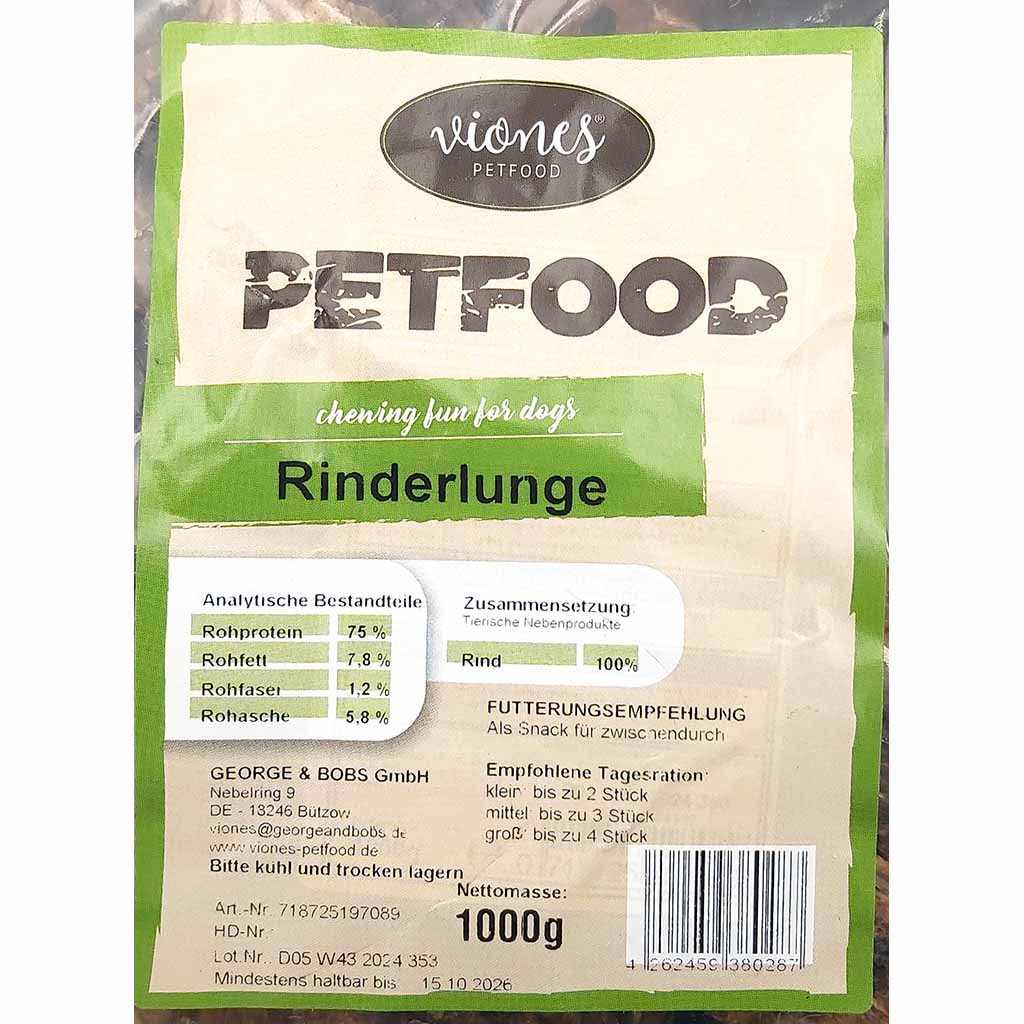 viones®
PETFOOD
PETFOOD
chewing fun for dogs
Rinderlunge
Analytische Bestandteile
Rohprotein 75 %
Rohfett 7,8 %
Rohfaser 1,2 %
Rohasche 5,8 %
Zusammensetzung:
Tierische Nebenprodukte
Rind 100%
FUTTERUNGSEMPFEHLUNG
Als Snack für zwischendurch
Empfohlene Tagesration:
klein: bis zu 2 Stück
mittel: bis zu 3 Stück
groß: bis zu 4 Stück
GEORGE & BOBS GmbH
Nebelring 9
DE - 13246 Bützow
viones@georgeandbobs.de
www.viones-petfood.de
Bitte kühl und trocken lagern
Nettomasse:
1000g
Art.-Nr. 718725197089
HD-Nr.
Lot.Nr.. D05 W43 2024 353
Mindestens haltbar bis 15.10.2026
4 262459 380287